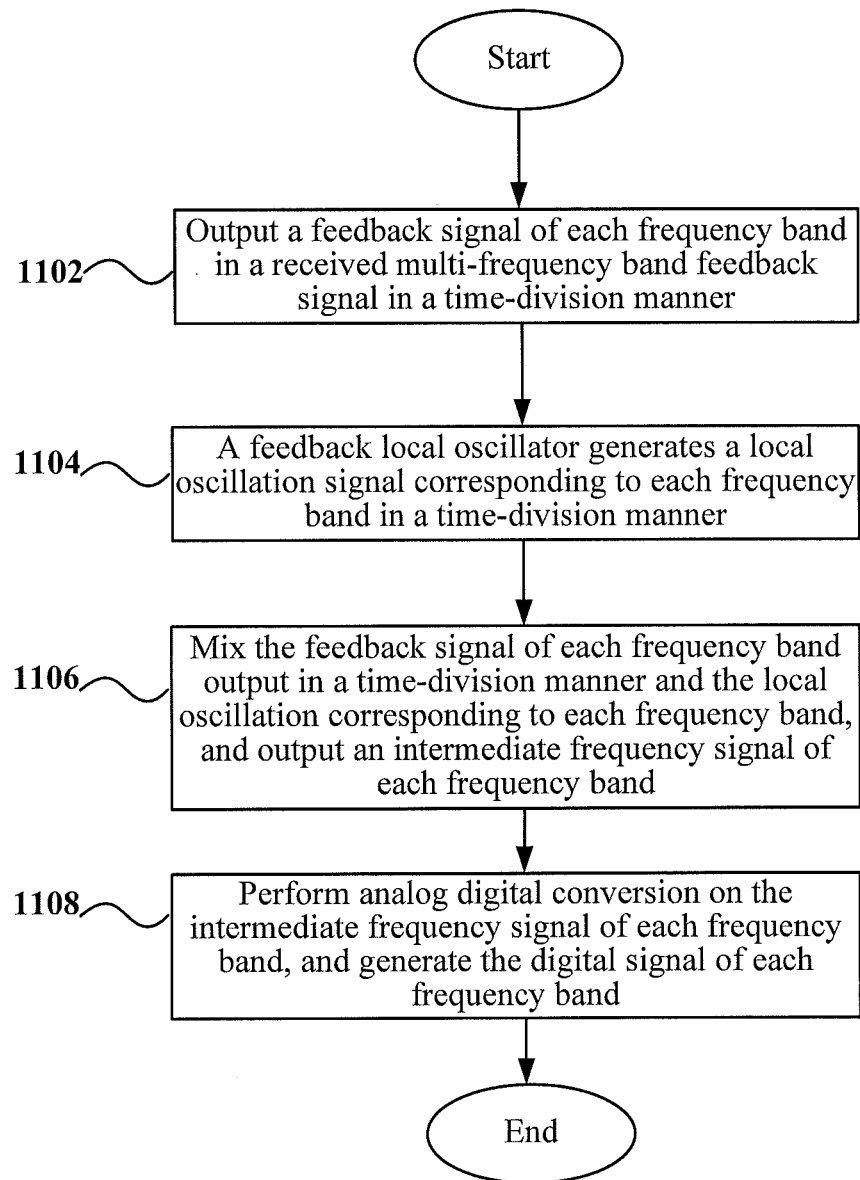 Start
1102
Output a feedback signal of each frequency band
in a received multi-frequency band feedback
signal in a time-division manner
1104
A feedback local oscillator generates a local
oscillation signal corresponding to each frequency
band in a time-division manner
1106
Mix the feedback signal of each frequency band
output in a time-division manner and the local
oscillation corresponding to each frequency band,
and output an intermediate frequency signal of
each frequency band
1108
Perform analog digital conversion on the
intermediate frequency signal of each frequency
band, and generate the digital signal of each
frequency band
End